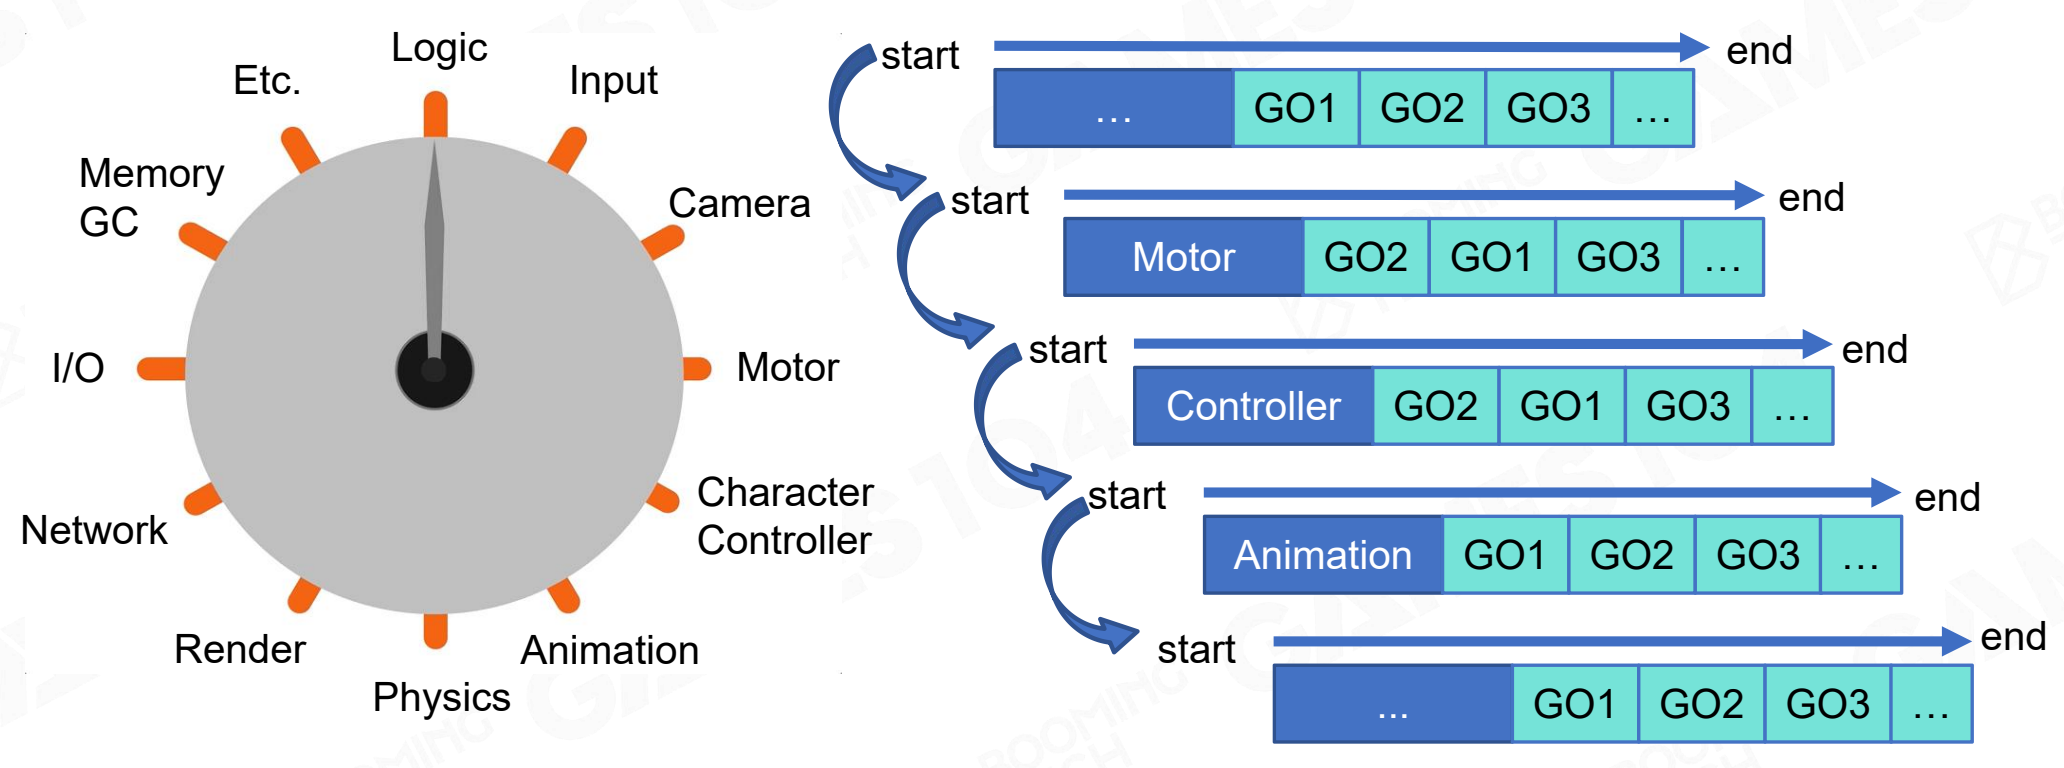 Logic
Input
Camera
Motor
Character
Controller
Animation
Physics
Render
Network
I/O
Memory
GC
Etc.
start end
… GO1 GO2 GO3 …
start end
Motor GO2 GO1 GO3 …
start end
Controller GO2 GO1 GO3 …
start end
Animation GO1 GO2 GO3 …
start end
... GO1 GO2 GO3 …
GAMES104
BOOMING